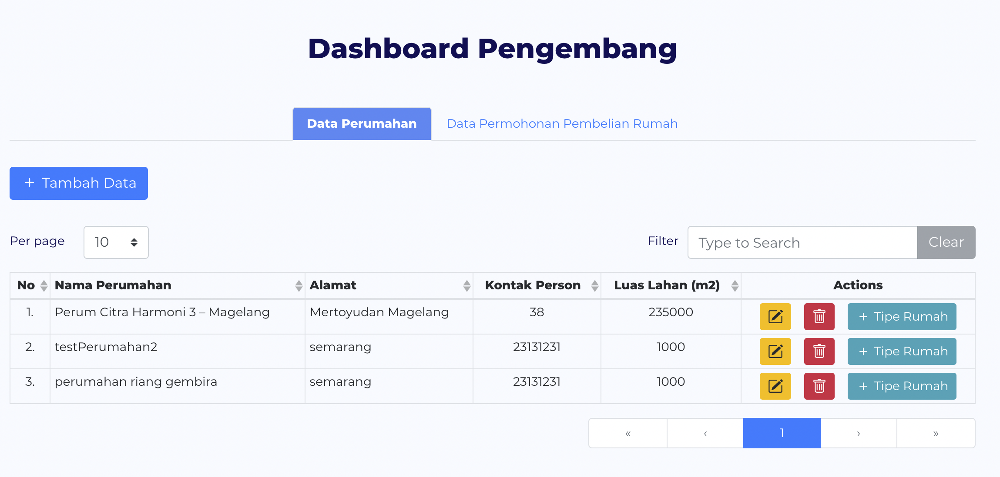 Dashboard Pengembang
Data Perumahan Data Permohonan Pembelian Rumah
+ Tambah Data
Per page 10 Filter Type to Search Clear
No Nama Perumahan Alamat Kontak Person Luas Lahan (m2) Actions
1. Perum Citra Harmoni 3 – Magelang Mertoyudan Magelang 38 235000 + Tipe Rumah
2. testPerumahan2 semarang 23131231 1000 + Tipe Rumah
3. perumahan riang gembira semarang 23131231 1000 + Tipe Rumah
« ‹ 1 › »